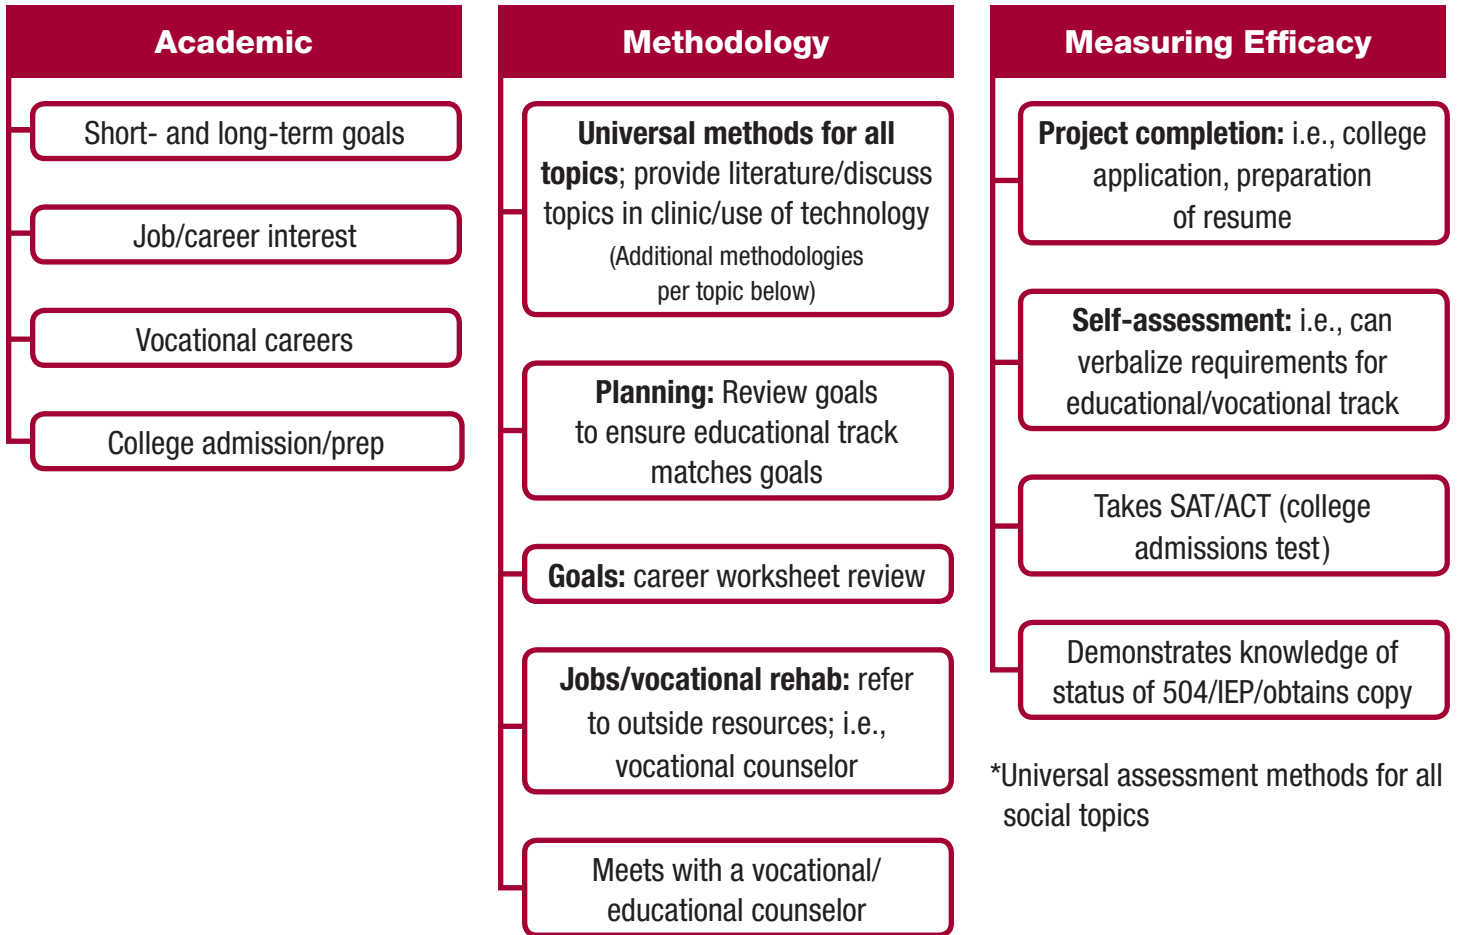 Academic
Short- and long-term goals
Job/career interest
Vocational careers
College admission/prep
Methodology
Universal methods for all
topics; provide literature/discuss
topics in clinic/use of technology
(Additional methodologies
per topic below)
Planning: Review goals
to ensure educational track
matches goals
Goals: career worksheet review
Jobs/vocational rehab: refer
to outside resources; i.e.,
vocational counselor
Meets with a vocational/
educational counselor
Measuring Efficacy
Project completion: i.e., college
application, preparation
of resume
Self-assessment: i.e., can
verbalize requirements for
educational/vocational track
Takes SAT/ACT (college
admissions test)
Demonstrates knowledge of
status of 504/IEP/obtains copy
*Universal assessment methods for all
social topics